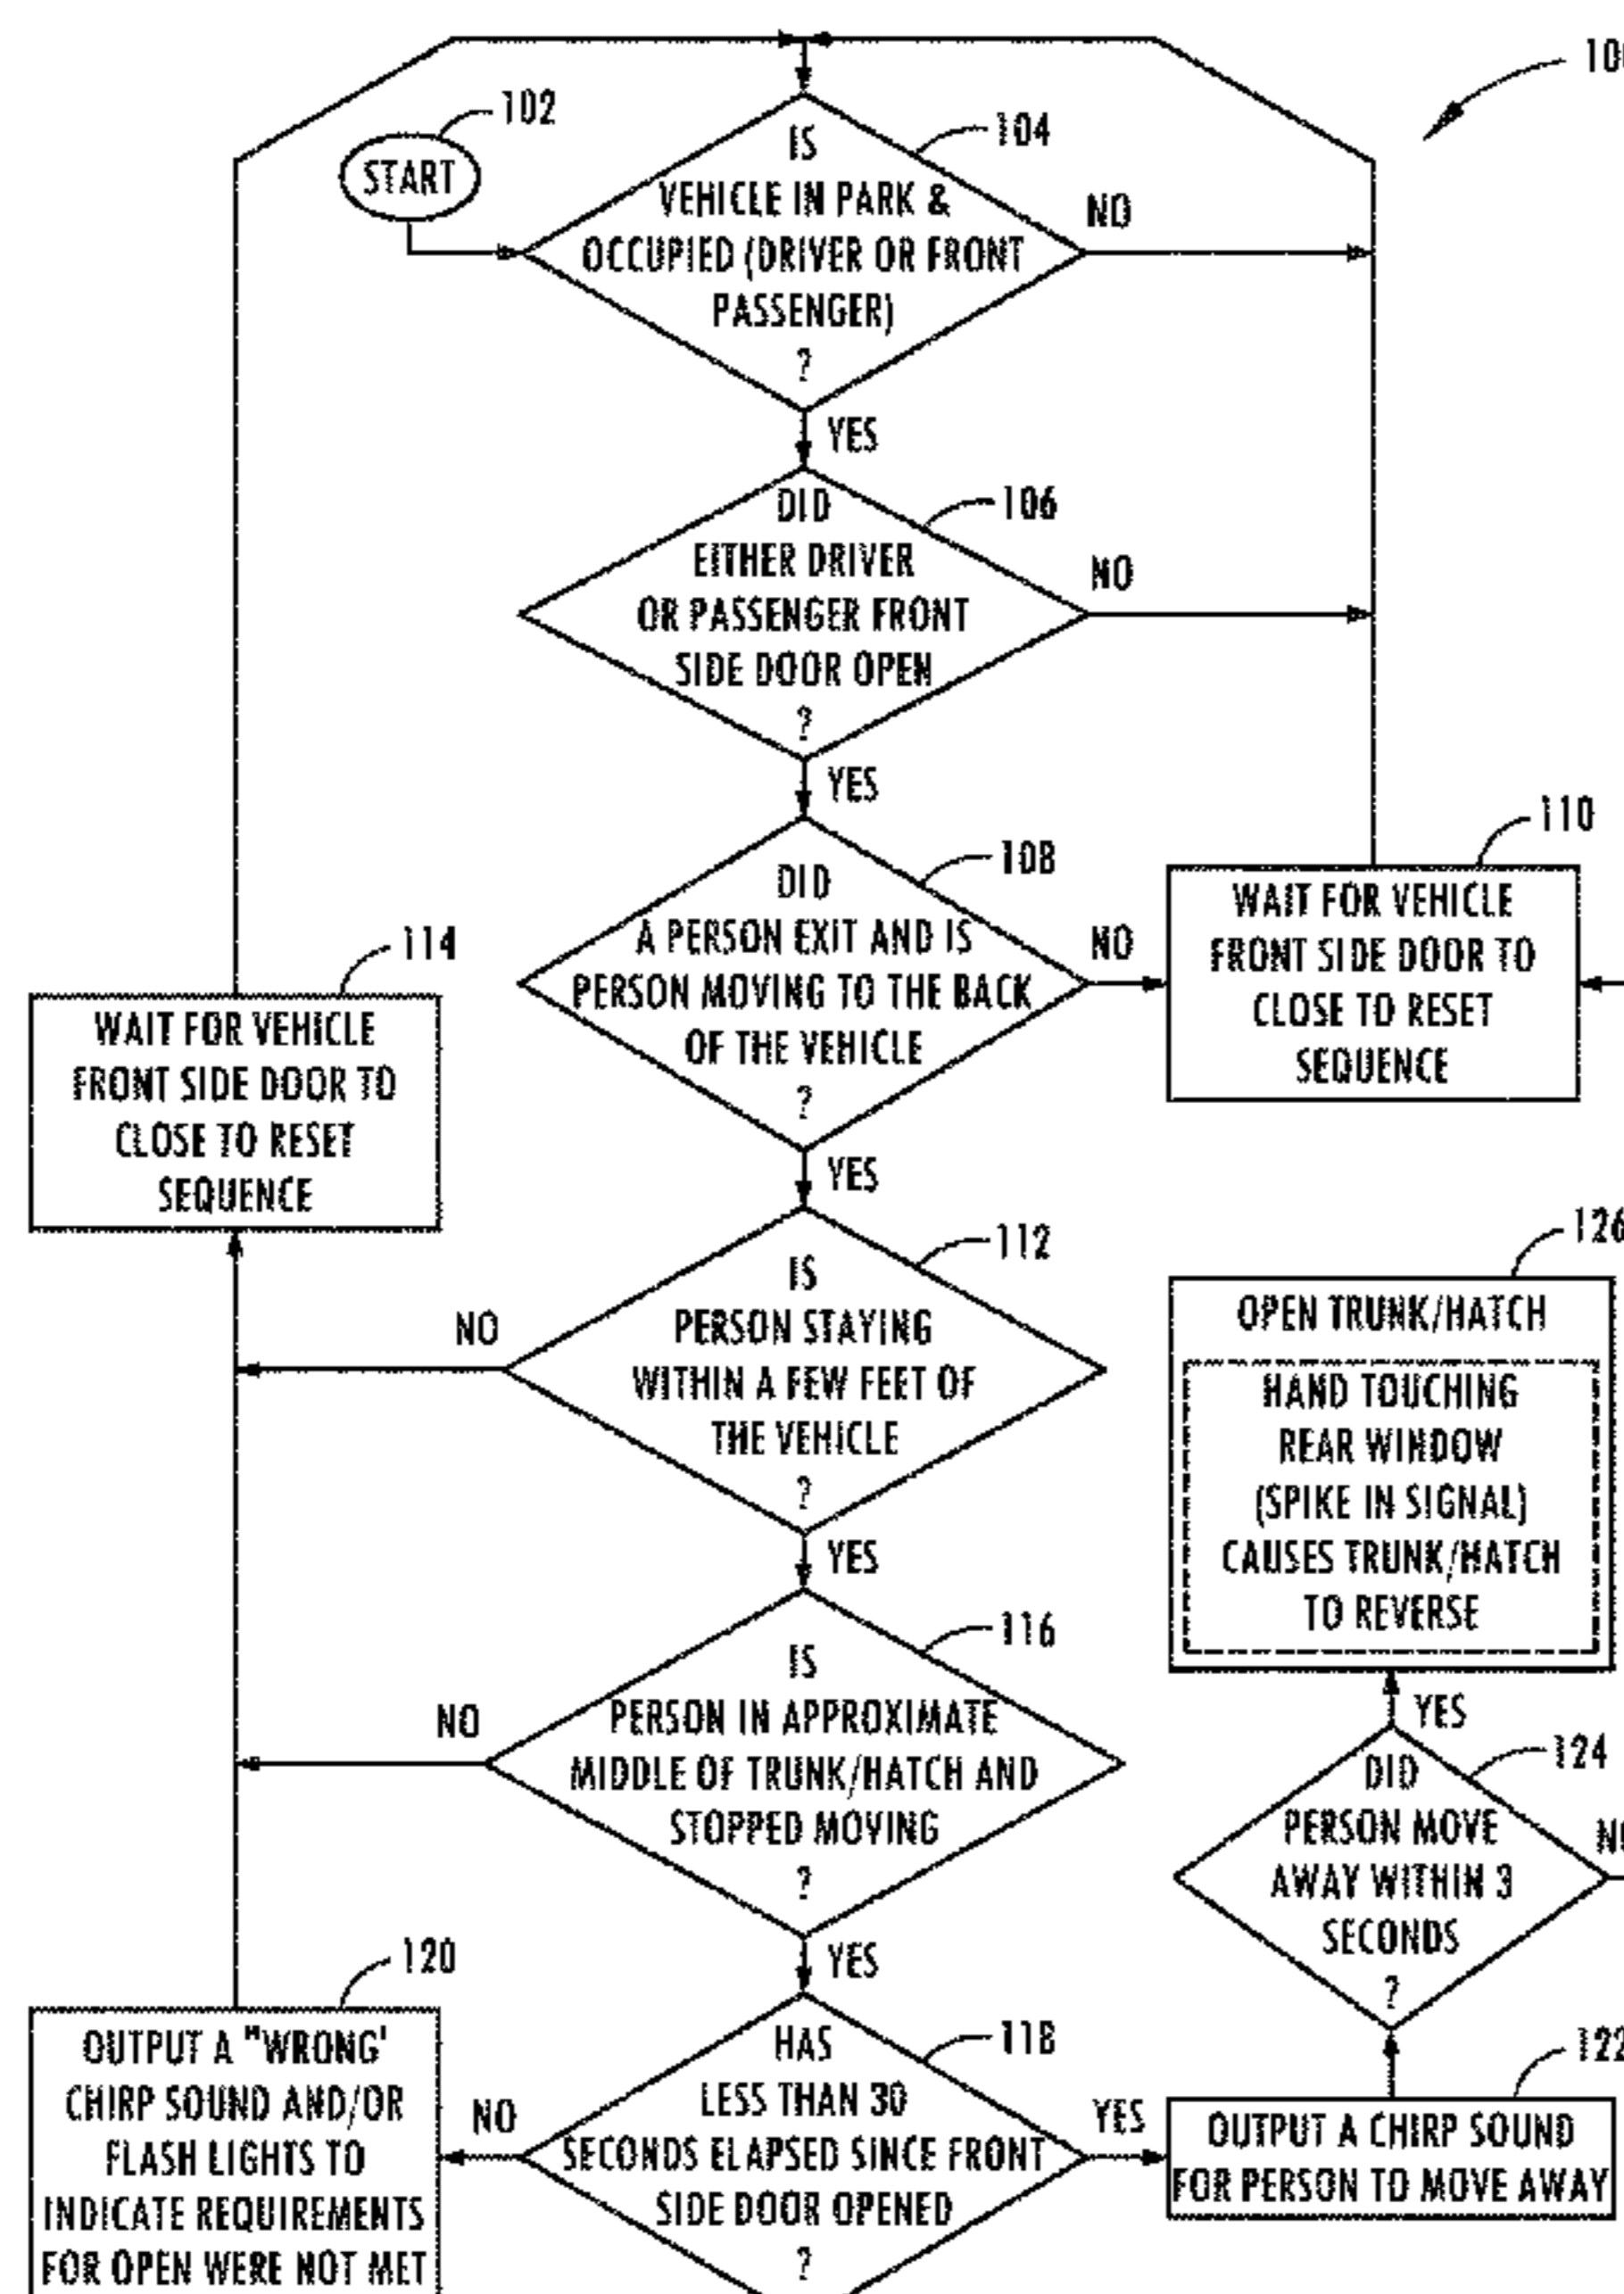 100
102
START
104
IS
VEHICLE IN PARK &
OCCUPIED (DRIVER OR FRONT
PASSENGER)
?
NO
YES
106
DID
EITHER DRIVER
OR PASSENGER FRONT
SIDE DOOR OPEN
?
NO
YES
108
DID
A PERSON EXIT AND IS
PERSON MOVING TO THE BACK
OF THE VEHICLE
?
NO
YES
110
WAIT FOR VEHICLE
FRONT SIDE DOOR TO
CLOSE TO RESET
SEQUENCE
114
WAIT FOR VEHICLE
FRONT SIDE DOOR TO
CLOSE TO RESET
SEQUENCE
112
IS
PERSON STAYING
WITHIN A FEW FEET OF
THE VEHICLE
?
NO
YES
116
IS
PERSON IN APPROXIMATE
MIDDLE OF TRUNK/HATCH AND
STOPPED MOVING
?
NO
YES
118
HAS
LESS THAN 30
SECONDS ELAPSED SINCE FRONT
SIDE DOOR OPENED
?
NO
YES
120
OUTPUT A "WRONG'
CHIRP SOUND AND/OR
FLASH LIGHTS TO
INDICATE REQUIREMENTS
FOR OPEN WERE NOT MET
122
OUTPUT A CHIRP SOUND
FOR PERSON TO MOVE AWAY
124
DID
PERSON MOVE
AWAY WITHIN 3
SECONDS
?
NO
YES
126
OPEN TRUNK/HATCH
HAND TOUCHING
REAR WINDOW
(SPIKE IN SIGNAL)
CAUSES TRUNK/HATCH
TO REVERSE